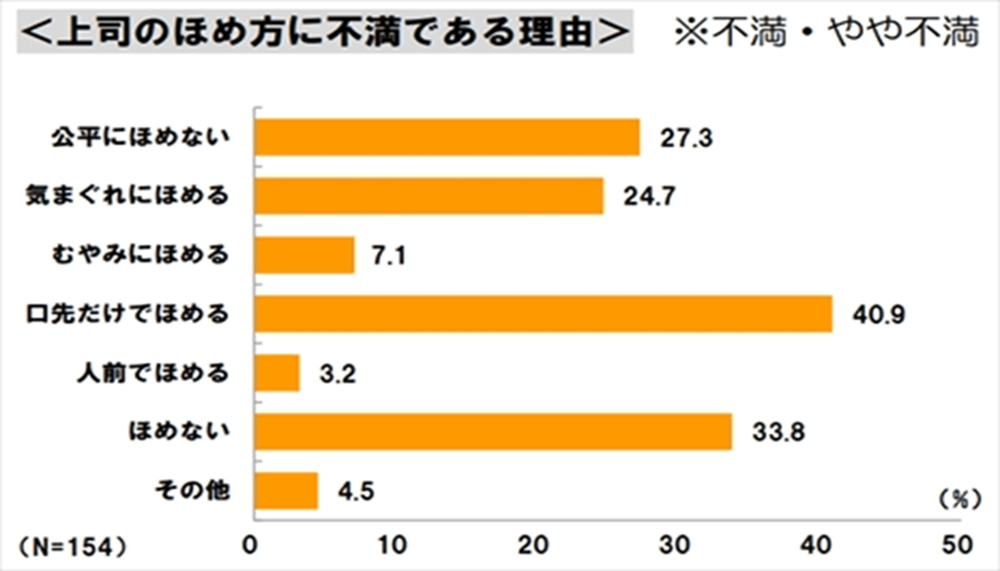 ＜上司のほめ方に不満である理由＞　※不満・やや不満
公平にほめない 27.3
気まぐれにほめる 24.7
むやみにほめる 7.1
口先だけでほめる 40.9
人前でほめる 3.2
ほめない 33.8
その他 4.5
（％）
（N=154） 0 10 20 30 40 50